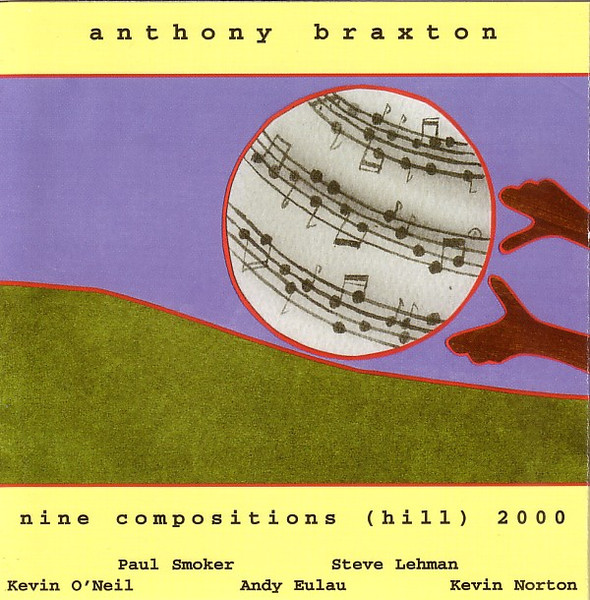 anthony braxton
nine compositions (hill) 2000
Paul Smoker Steve Lehman
Kevin O'Neil Andy Eulau Kevin Norton